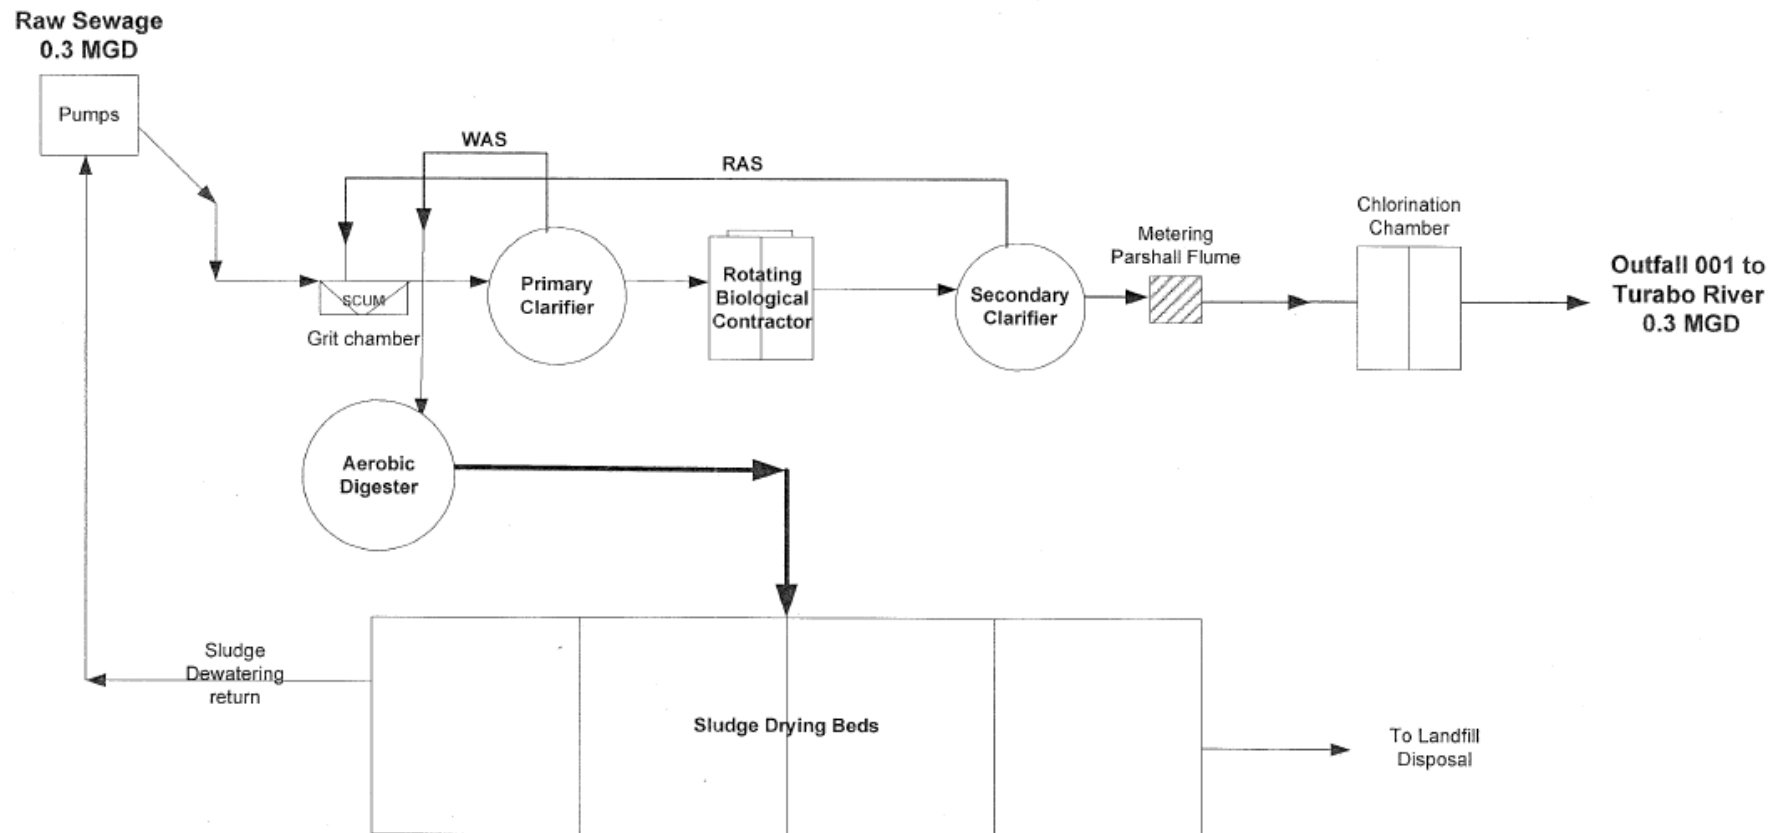 Raw Sewage
0.3 MGD
Pumps
WAS
RAS
SCUM
Grit chamber
Primary
Clarifier
Rotating
Biological
Contractor
Secondary
Clarifier
Metering
Parshall Flume
Chlorination
Chamber
Outfall 001 to
Turabo River
0.3 MGD
Aerobic
Digester
Sludge
Dewatering
return
Sludge Drying Beds
To Landfill
Disposal